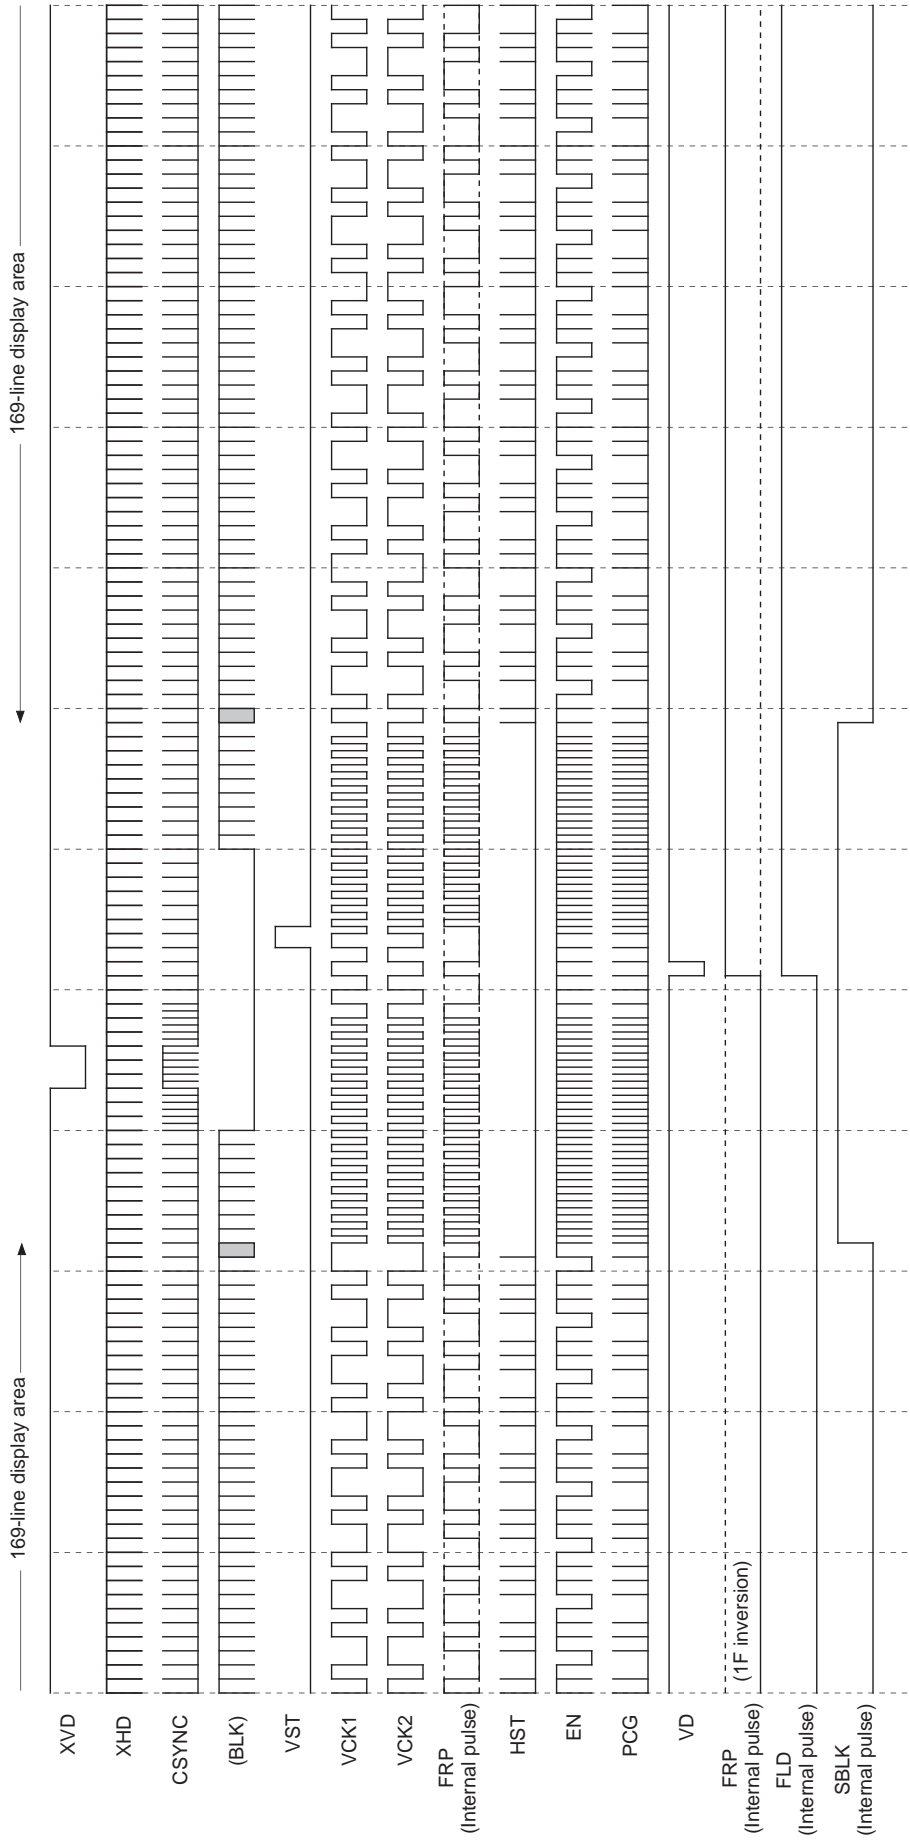 169-line display area
169-line display area
XVD
XHD
CSYNC
(BLK)
VST
VCK1
VCK2
FRP
(Internal pulse)
HST
EN
PCG
VD
FRP
(Internal pulse)
(1F inversion)
FLD
(Internal pulse)
SBLK
(Internal pulse)